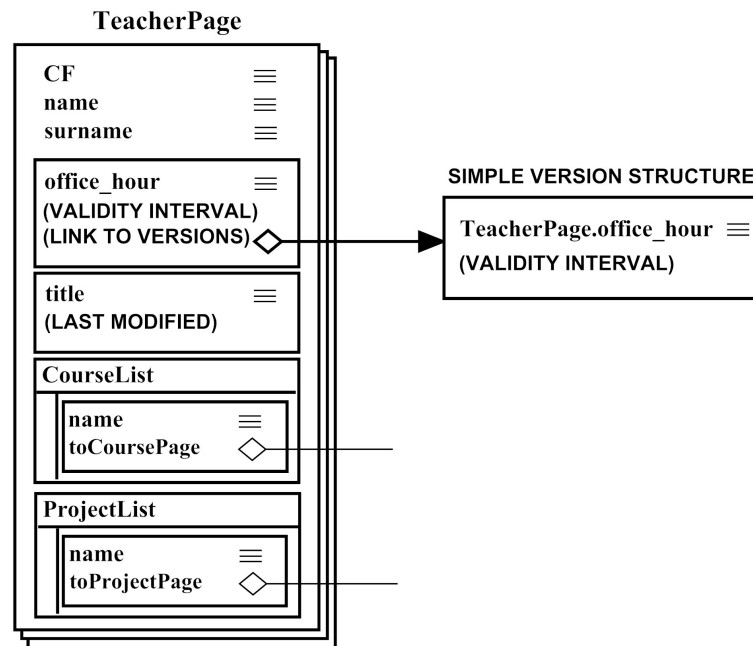 TeacherPage
CF
name
surname
office_hour
(VALIDITY INTERVAL)
(LINK TO VERSIONS)
title
(LAST MODIFIED)
CourseList
name
toCoursePage
ProjectList
name
toProjectPage
SIMPLE VERSION STRUCTURE
TeacherPage.office_hour
(VALIDITY INTERVAL)